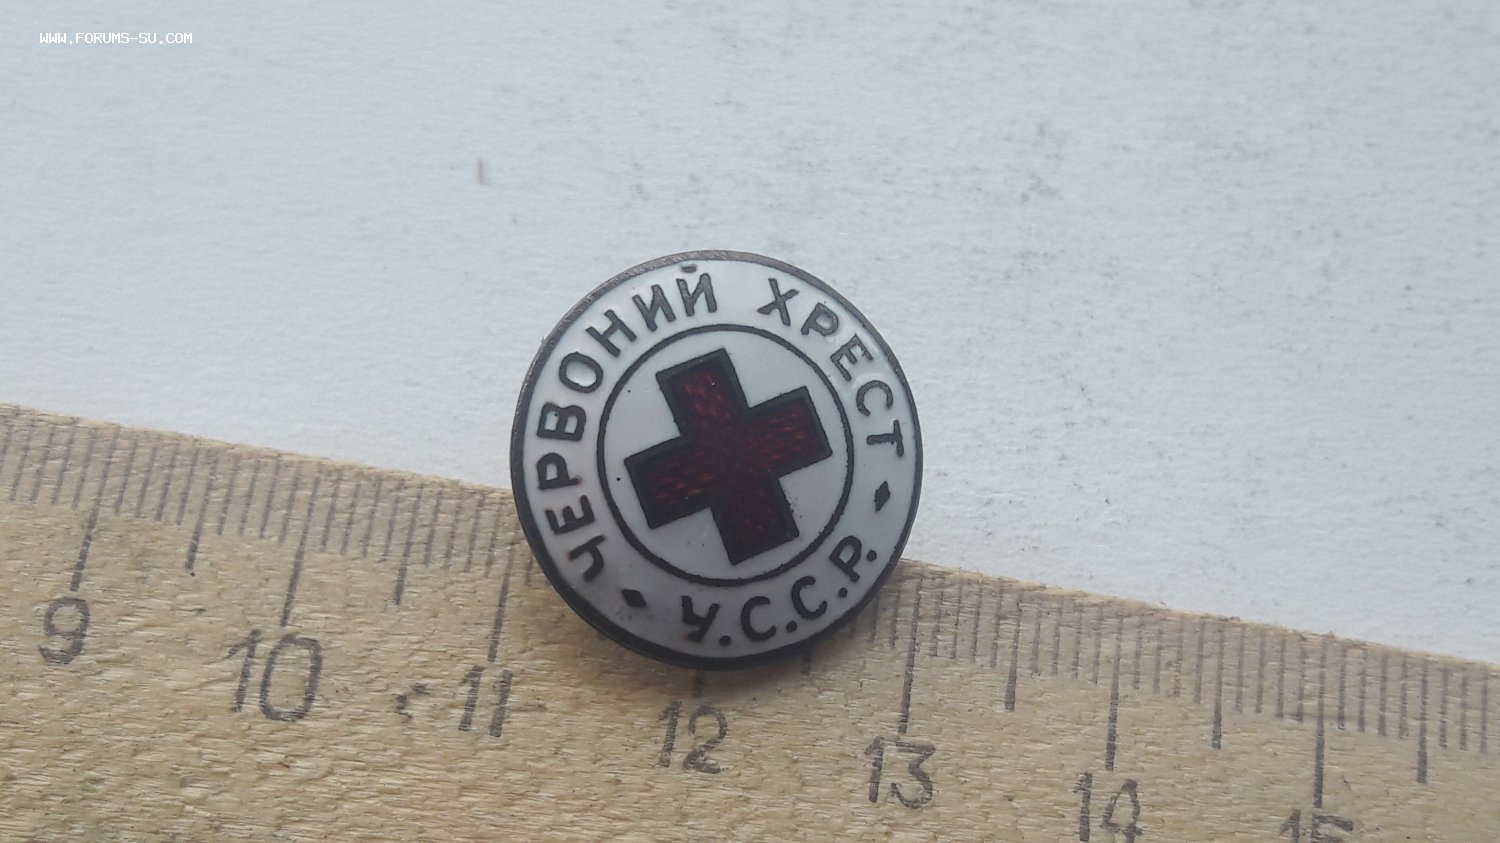 WWW.FORUMS-SU.COM
ЧЕРВОНИЙ ХРЕСТ
У.С.С.Р.
9 10 11 12 13 14 15